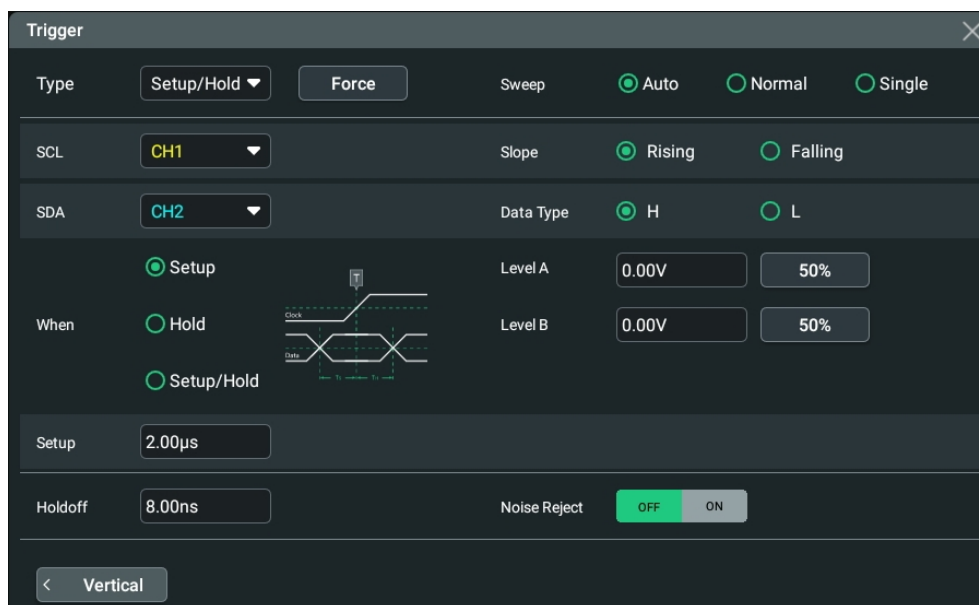 Trigger
Type Setup/Hold Force Sweep Auto Normal Single
SCL CH1 Slope Rising Falling
SDA CH2 Data Type H L
When
Setup
Hold
Setup/Hold
T
Clock
Data
Ts TH
Level A 0.00V 50%
Level B 0.00V 50%
Setup 2.00μs
Holdoff 8.00ns Noise Reject OFF ON
< Vertical